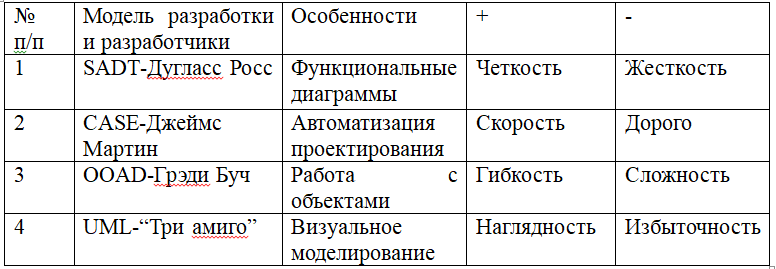 № п/п	Модель разработки и разработчики	Особенности	+	-
1	SADT-Дугласс Росс	Функциональные диаграммы	Четкость	Жесткость
2	CASE-Джеймс Мартин	Автоматизация проектирования	Скорость	Дорого
3	OOAD-Грэди Буч	Работа с объектами	Гибкость	Сложность
4	UML-“Три амиго”	Визуальное моделирование	Наглядность	Избыточность